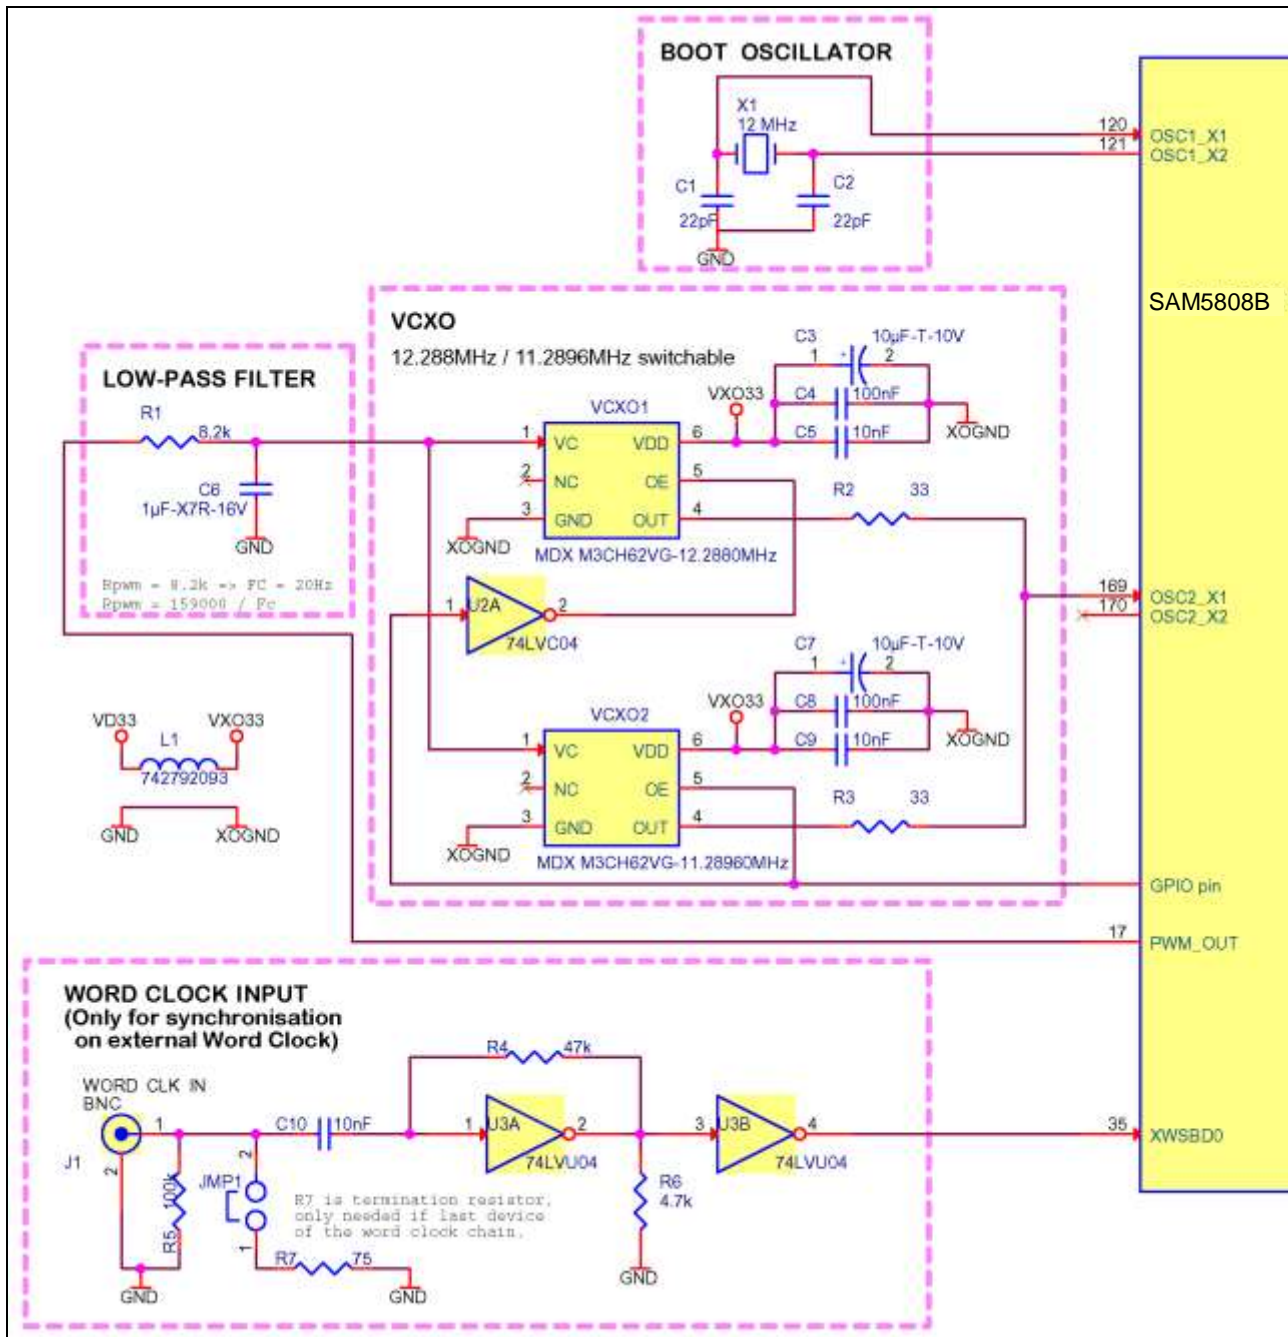 BOOT OSCILLATOR
X1
12 MHz
C1
22pF
C2
22pF
GND
120
121
OSC1_X1
OSC1_X2
SAM5808B
VCXO
12.288MHz / 11.2896MHz switchable
C3
10µF-T-10V
1
+
2
VXO33
C4
100nF
C5
10nF
XOGND
VCXO1
1
VC
VDD
6
2
NC
OE
5
3
GND
OUT
4
XOGND
MDX M3CH62VG-12.2880MHz
R2
33
LOW-PASS FILTER
R1
8.2k
C6
1µF-X7R-16V
GND
Rpwm = 8.2k => FC = 20Hz
Rpwm = 159000 / Fc
1
U2A
2
74LVC04
169
170
OSC2_X1
OSC2_X2
C7
10µF-T-10V
1
+
2
VXO33
C8
100nF
C9
10nF
XOGND
VCXO2
1
VC
VDD
6
2
NC
OE
5
3
GND
OUT
4
XOGND
MDX M3CH62VG-11.28960MHz
R3
33
VD33
VXO33
L1
742792093
GND
XOGND
GPIO pin
17
PWM_OUT
WORD CLOCK INPUT
(Only for synchronisation
on external Word Clock)
WORD CLK IN
BNC
1
2
J1
R5
100k
GND
JMP1
2
1
R7
75
GND
R7 is termination resistor,
only needed if last device
of the word clock chain.
C10
10nF
R4
47k
1
U3A
2
74LVU04
R6
4.7k
GND
3
U3B
4
74LVU04
35
XWSBD0